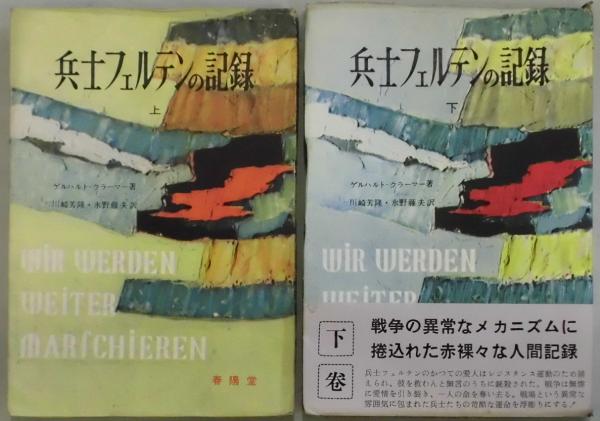 兵士フェルテンの記録
上
ゲルハルト・クラーマー著
川崎芳隆・永野藤夫訳
WIR WERDEN
WEITER
MARSCHIEREN
春陽堂
兵士フェルテンの記録
下
ゲルハルト・クラーマー著
川崎芳隆・永野藤夫訳
WIR WERDEN
WEITER
下
巻
戦争の異常なメカニズムに
捲込れた赤裸々な人間記録
兵士フェルテンのかつての愛人はレジスタンス運動のため捕
えられ、彼を救わんと無言のうちに銃殺された。戦争は無惨
に愛情を引き裂き、一人の命を奪い去る。戦場という異常な
雰囲気に包まれた兵士たちの苛酷な運命を浮彫りにする!